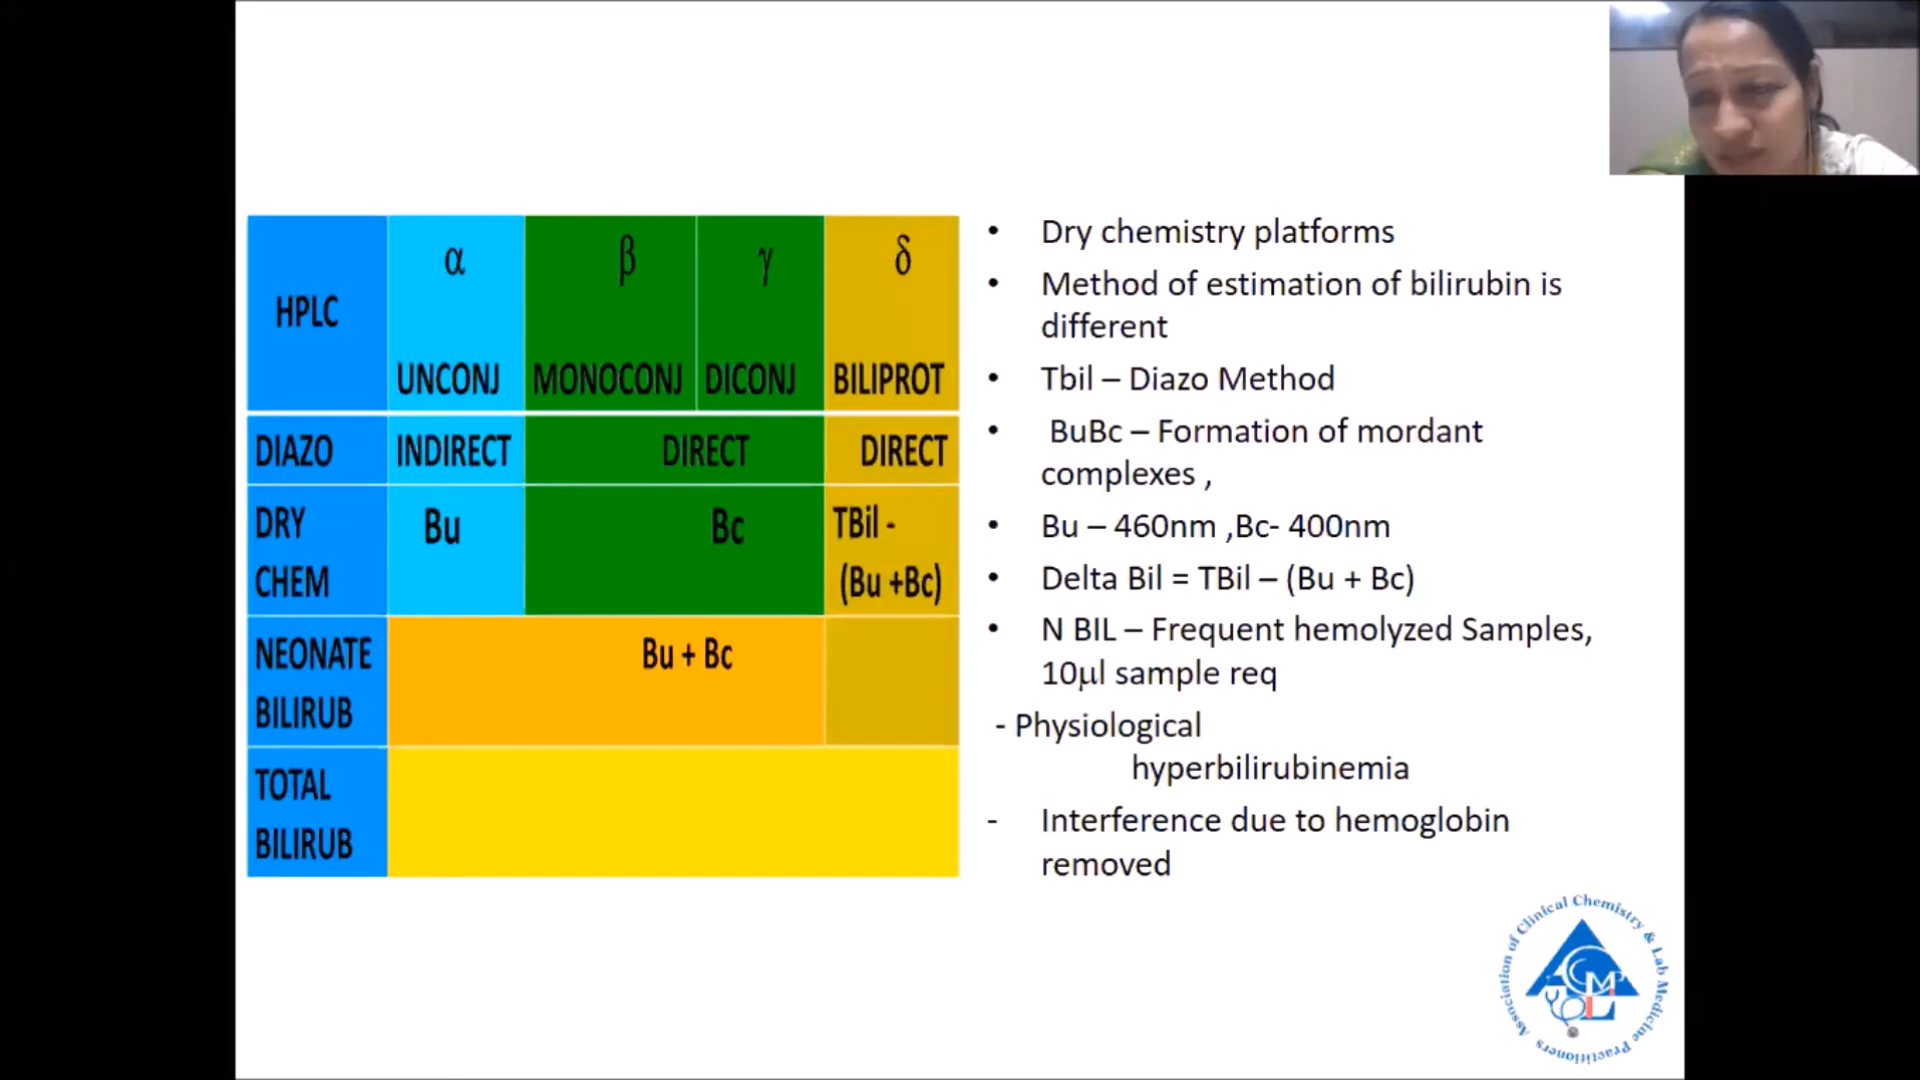 HPLC
α
β
γ
δ
UNCONJ
MONOCONJ
DICONJ
BILIPROT
DIAZO
INDIRECT
DIRECT
DIRECT
DRY
CHEM
Bu
Bc
TBil -
(Bu +Bc)
NEONATE
BILIRUB
Bu + Bc
TOTAL
BILIRUB
• Dry chemistry platforms
• Method of estimation of bilirubin is
different
• Tbil – Diazo Method
• BuBc – Formation of mordant
complexes ,
• Bu – 460nm ,Bc- 400nm
• Delta Bil = TBil – (Bu + Bc)
• N BIL – Frequent hemolyzed Samples,
10μl sample req
- Physiological
hyperbilirubinemia
- Interference due to hemoglobin
removed
Association of Clinical Chemistry & Lab Medicine Practitioners